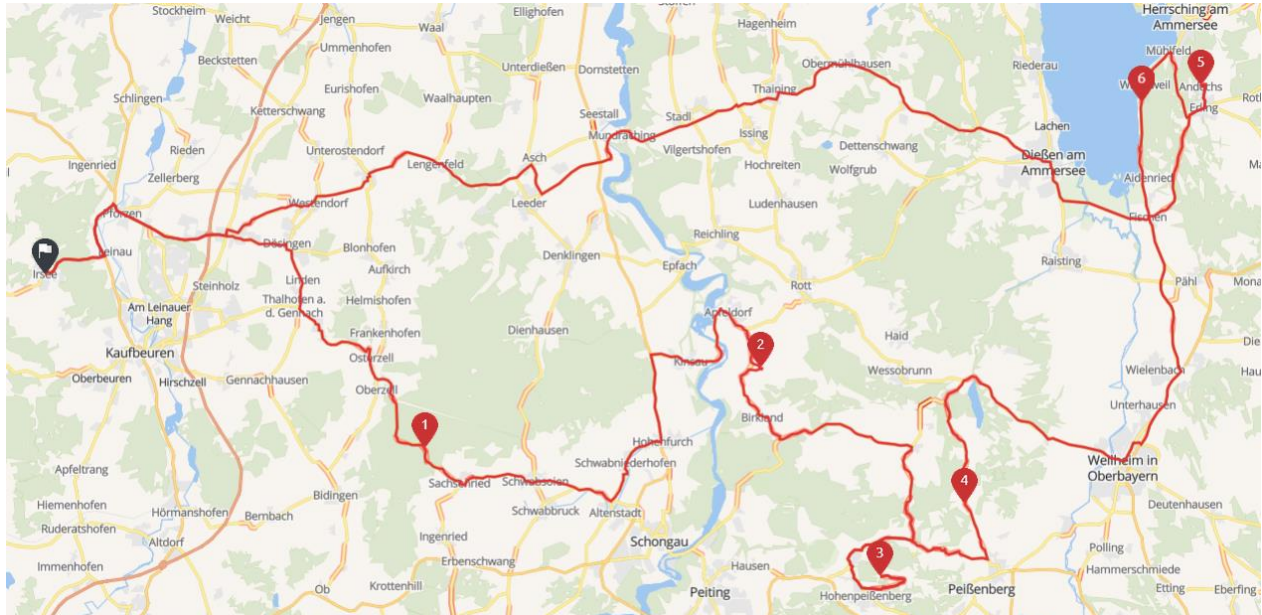 Stockheim
Weicht
Jengen
Ellighofen
Stoffen
Hagenheim
Herrsching am
Ammersee
Ummenhofen
Waal
Mühlfeld
Beckstetten
Unterdießen
Dornstetten
Obermühlhausen
Riederau
6
5
Andechs
Eurishofen
Waalhaupten
Thaining
Erling
Schlingen
Ketterschwang
Seestall
Stadl
Rieden
Unterostendorf
Mundraching
Issing
Lachen
Ingenried
Lengenfeld
Asch
Vilgertshofen
Dettenschwang
Dießen am
Ammersee
Zellerberg
Hochreiten
Wolfgrub
Aidenried
Westendorf
Leeder
Ludenhausen
Pforzen
Fischen
Dösingen
Blonhofen
Reichling
Leinau
Denklingen
Irsee
Aufkirch
Epfach
Raisting
Steinholz
Linden
Rott
Pähl
Am Leinauer
Hang
Thalhofen a.
d. Gennach
Helmishofen
Apfeldorf
Dienhausen
Frankenhofen
Haid
Kaufbeuren
Osterzell
2
Kinsau
Oberbeuren
Hirschzell
Gennachhausen
Oberzell
Wessobrunn
Wielenbach
Unterhausen
1
Birkland
Hohenfurch
Apfeltrang
Schwabniederhofen
Weilheim in
Oberbayern
Sachsenried
Schwabsoien
4
Hiemenhofen
Bidingen
Schwabbruck
Altenstadt
Deutenhausen
Ruderatshofen
Hörmanshofen
Bernbach
Altdorf
Schongau
Polling
Ingenried
Erbenschwang
3
Hausen
Immenhofen
Hammerschmiede
Ob
Krottenhill
Peiting
Hohenpeißenberg
Peißenberg
Etting
Eberfing